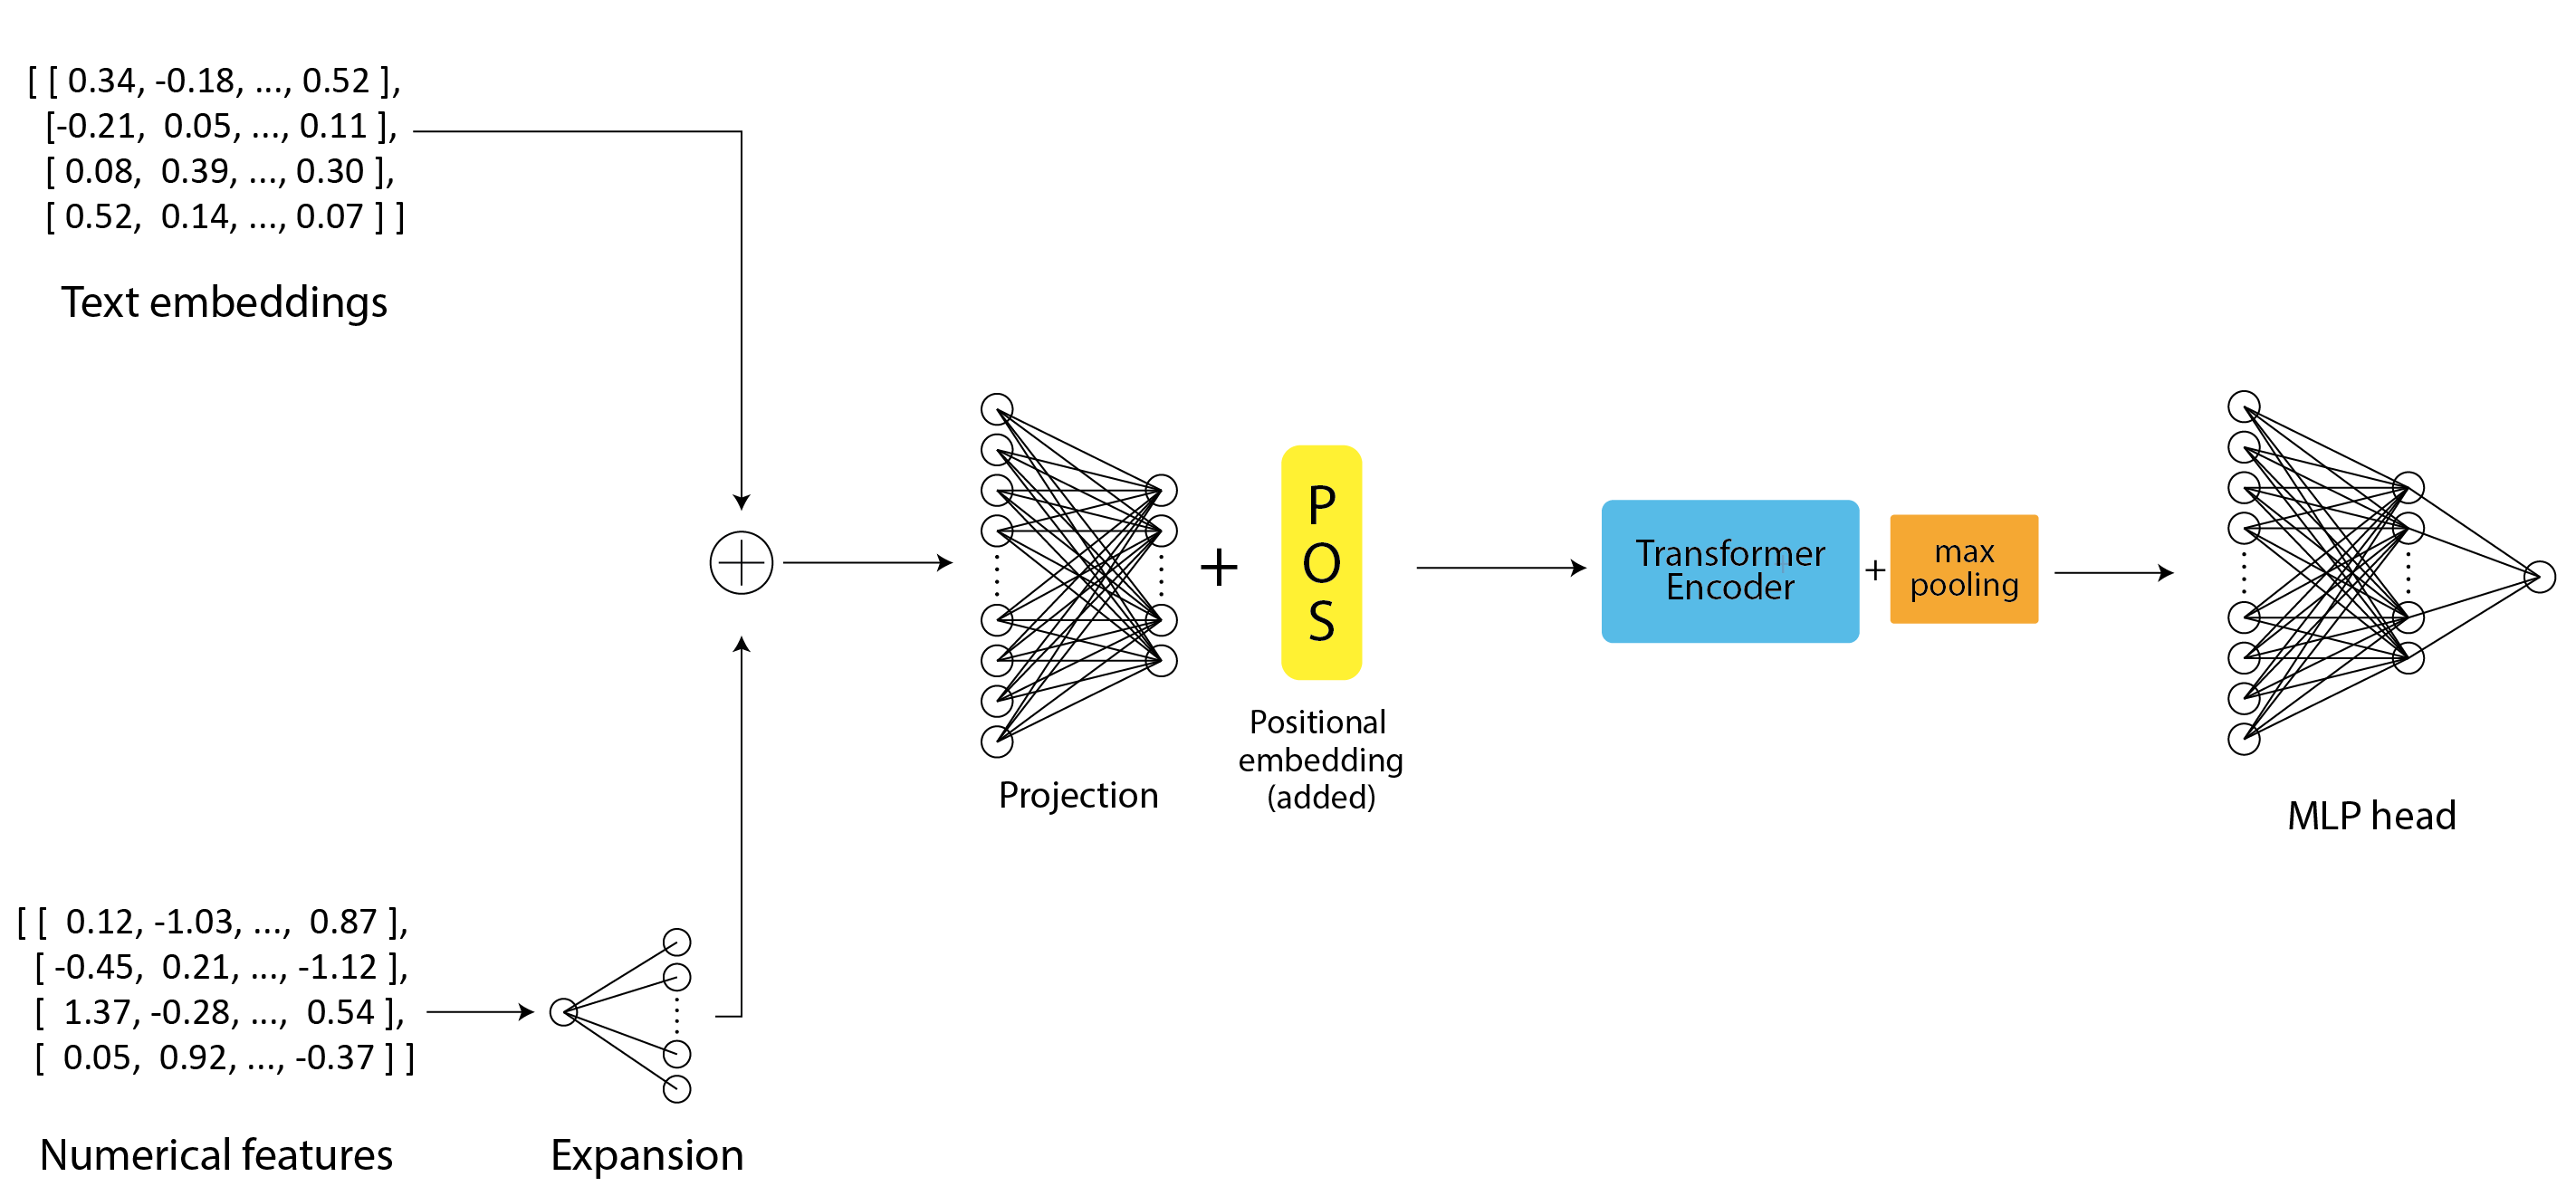 [ [ 0.34, -0.18, ..., 0.52 ],
[-0.21, 0.05, ..., 0.11 ],
[ 0.08, 0.39, ..., 0.30 ],
[ 0.52, 0.14, ..., 0.07 ] ]
Text embeddings
[ [ 0.12, -1.03, ..., 0.87 ],
[ -0.45, 0.21, ..., -1.12 ],
[ 1.37, -0.28, ..., 0.54 ],
[ 0.05, 0.92, ..., -0.37 ] ]
Numerical features
Expansion
+
Projection
+
P
O
S
Positional
embedding
(added)
Transformer
Encoder
+
max
pooling
MLP head